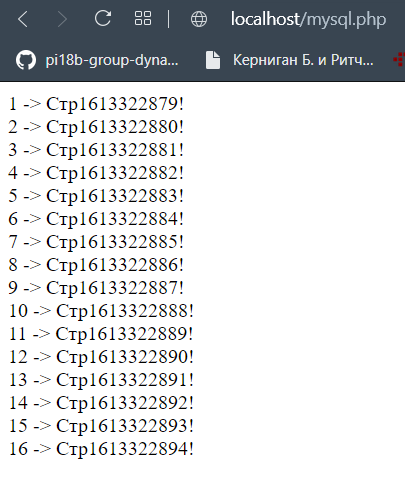 localhost/mysql.php
pi18b-group-dyna... Керниган Б. и Ритч...
1 -> Стр1613322879!
2 -> Стр1613322880!
3 -> Стр1613322881!
4 -> Стр1613322882!
5 -> Стр1613322883!
6 -> Стр1613322884!
7 -> Стр1613322885!
8 -> Стр1613322886!
9 -> Стр1613322887!
10 -> Стр1613322888!
11 -> Стр1613322889!
12 -> Стр1613322890!
13 -> Стр1613322891!
14 -> Стр1613322892!
15 -> Стр1613322893!
16 -> Стр1613322894!